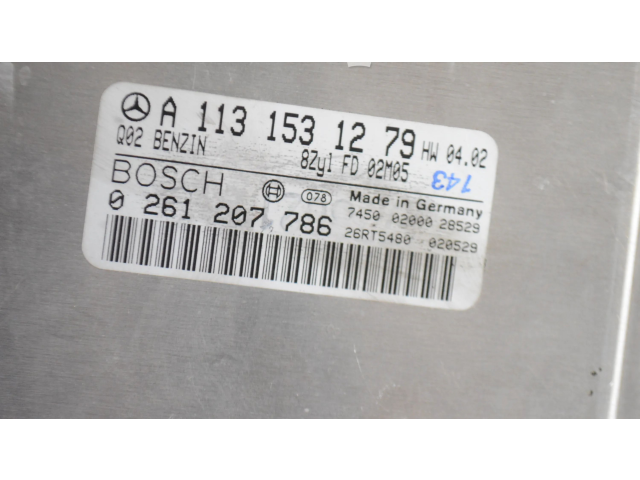 A 113 153 12 79 HW 04.02
Q02 BENZIN 8Zyl FD 02M05 143
BOSCH 078 Made in Germany
0 261 207 786 7450 02000 28529
26RT5480 020529